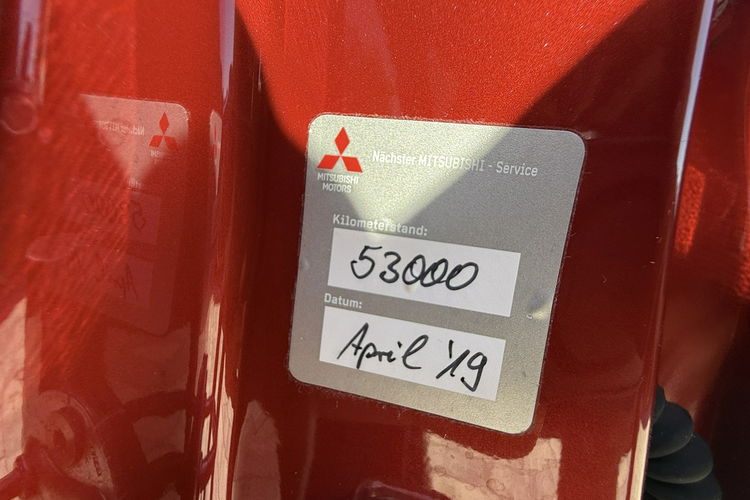 Nächster MITSUBISHI - Service
MITSUBISHI
MOTORS
Kilometerstand:
53000
Datum:
April '19